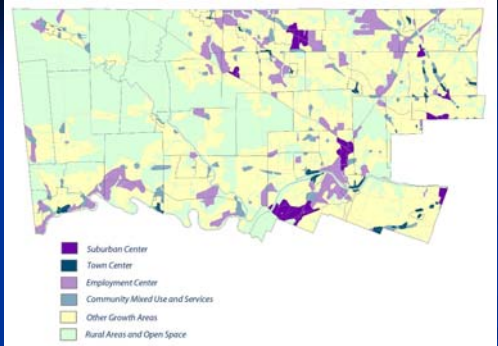 Suburban Center
Town Center
Employment Center
Community Mixed Use and Services
Other Growth Areas
Rural Areas and Open Space